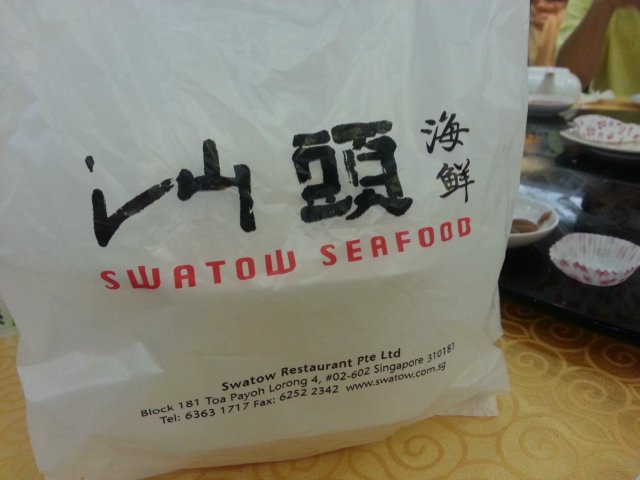 汕頭
海鮮
SWATOW SEAFOOD
Swatow Restaurant Pte Ltd
Block 181 Toa Payoh Lorong 4, #02-602 Singapore 310181
Tel: 6363 1717 Fax: 6252 2342 www.swatow.com.sg